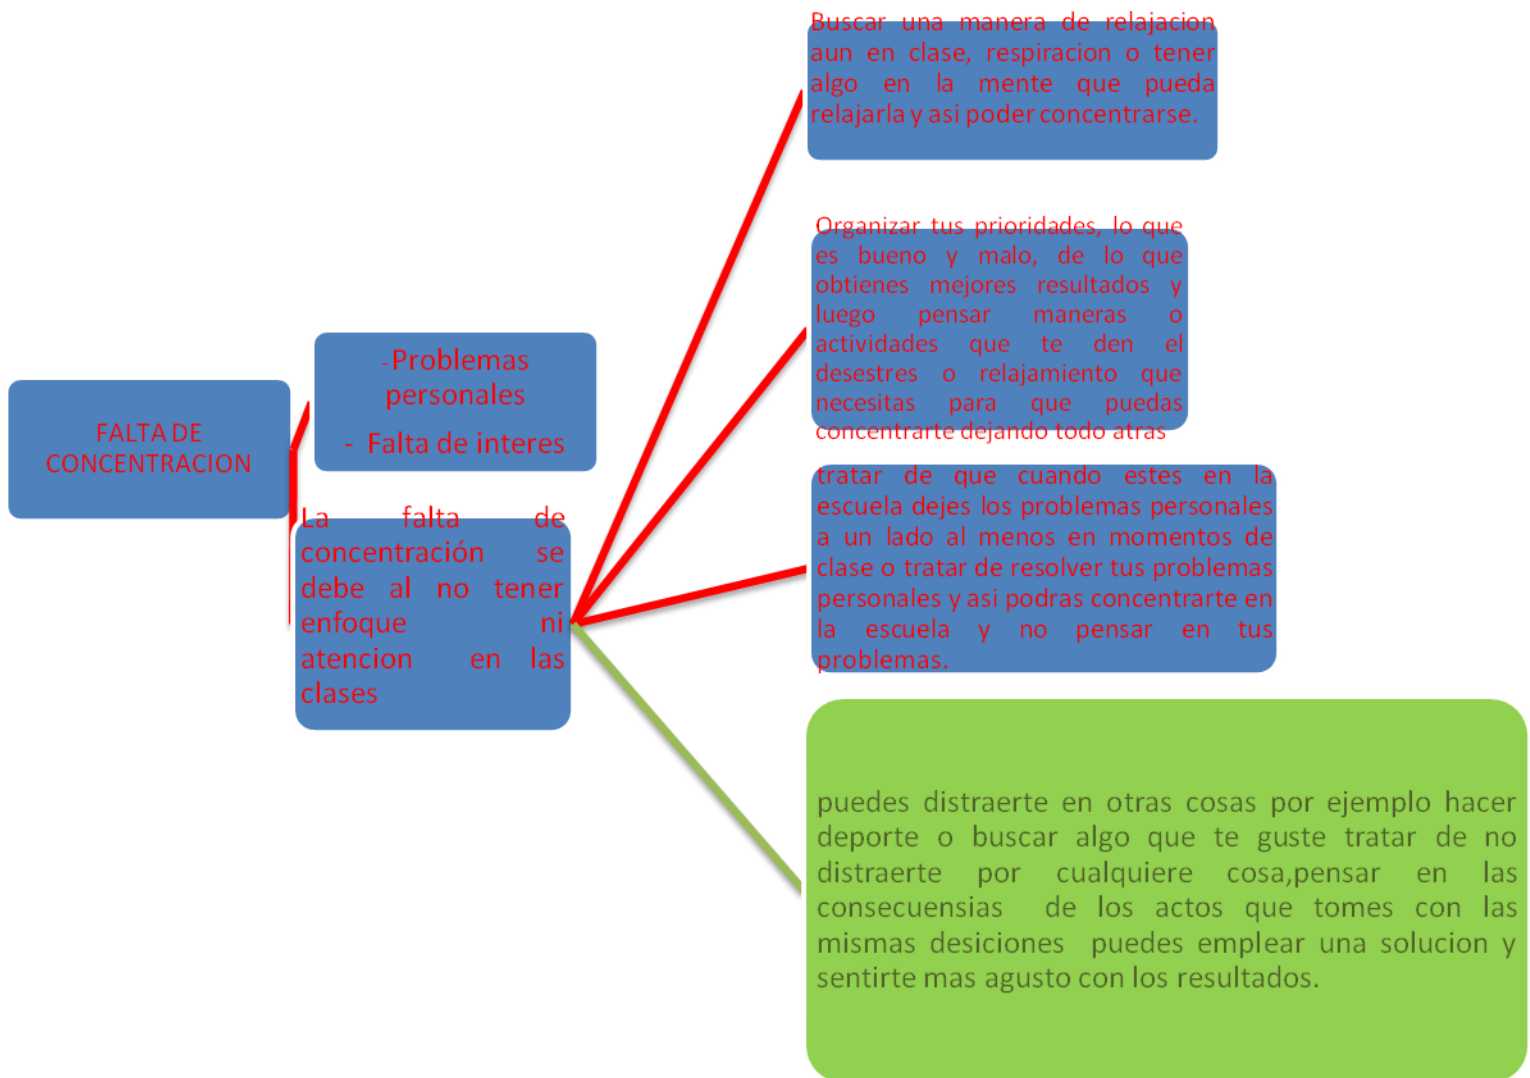 FALTA DE
CONCENTRACION
-Problemas
personales
- Falta de interes
La falta de
concentración se
debe al no tener
enfoque ni
atencion en las
clases
Buscar una manera de relajacion
aun en clase, respiracion o tener
algo en la mente que pueda
relajarla y asi poder concentrarse.
Organizar tus prioridades, lo que
es bueno y malo, de lo que
obtienes mejores resultados y
luego pensar maneras o
actividades que te den el
desestres o relajamiento que
necesitas para que puedas
concentrarte dejando todo atras
tratar de que cuando estes en la
escuela dejes los problemas personales
a un lado al menos en momentos de
clase o tratar de resolver tus problemas
personales y asi podras concentrarte en
la escuela y no pensar en tus
problemas.
puedes distraerte en otras cosas por ejemplo hacer
deporte o buscar algo que te guste tratar de no
distraerte por cualquiere cosa,pensar en las
consecuensias de los actos que tomes con las
mismas desiciones puedes emplear una solucion y
sentirte mas agusto con los resultados.